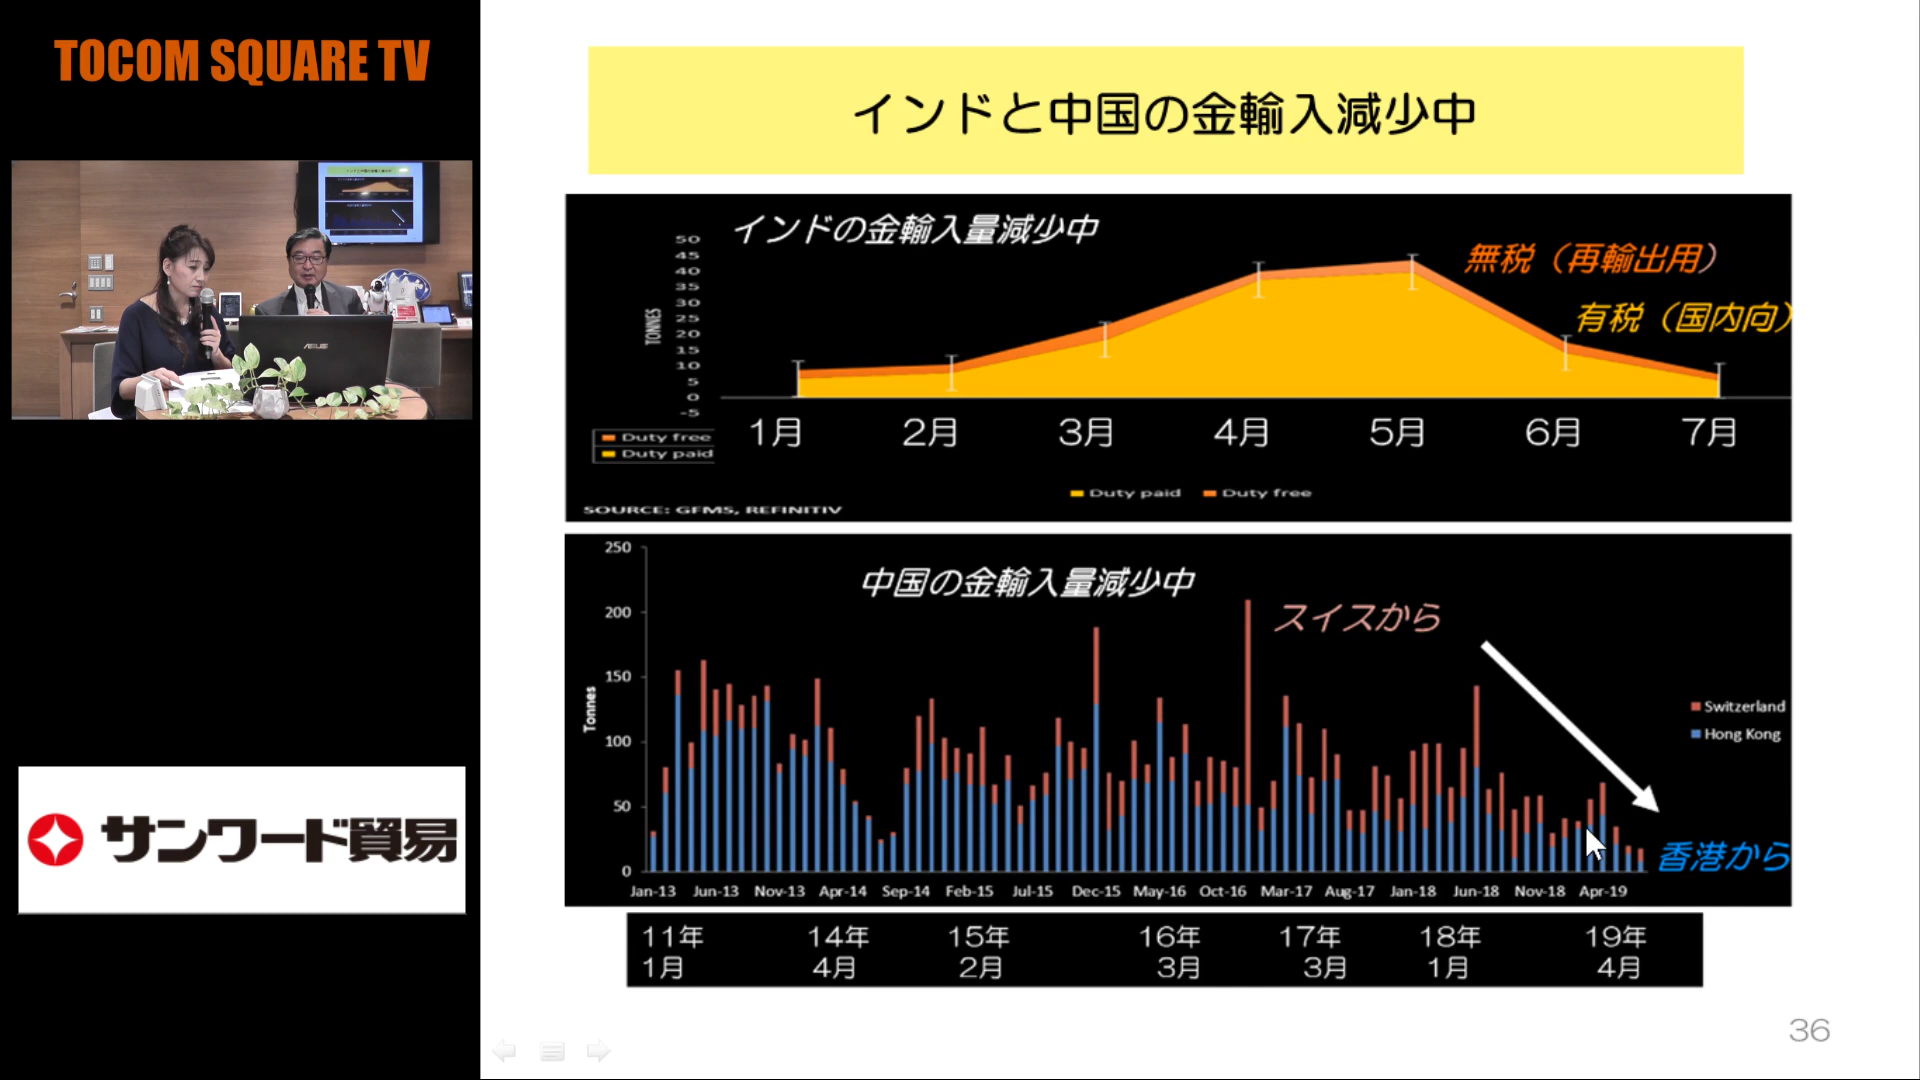 TOCOM SQUARE TV
ASUS
サンワード貿易
インドと中国の金輸入減少中
インドの金輸入量減少中
無税（再輸出用）
有税（国内向）
TONNES
50
45
40
35
30
25
20
15
10
5
0
-5
1月 2月 3月 4月 5月 6月 7月
Duty free
Duty paid
Duty paid Duty free
SOURCE: GFMS, REFINITIV
中国の金輸入量減少中
スイスから
香港から
Tonnes
250
200
150
100
50
0
Switzerland
Hong Kong
Jan-13 Jun-13 Nov-13 Apr-14 Sep-14 Feb-15 Jul-15 Dec-15 May-16 Oct-16 Mar-17 Aug-17 Jan-18 Jun-18 Nov-18 Apr-19
11年 14年 15年 16年 17年 18年 19年
1月 4月 2月 3月 3月 1月 4月
36